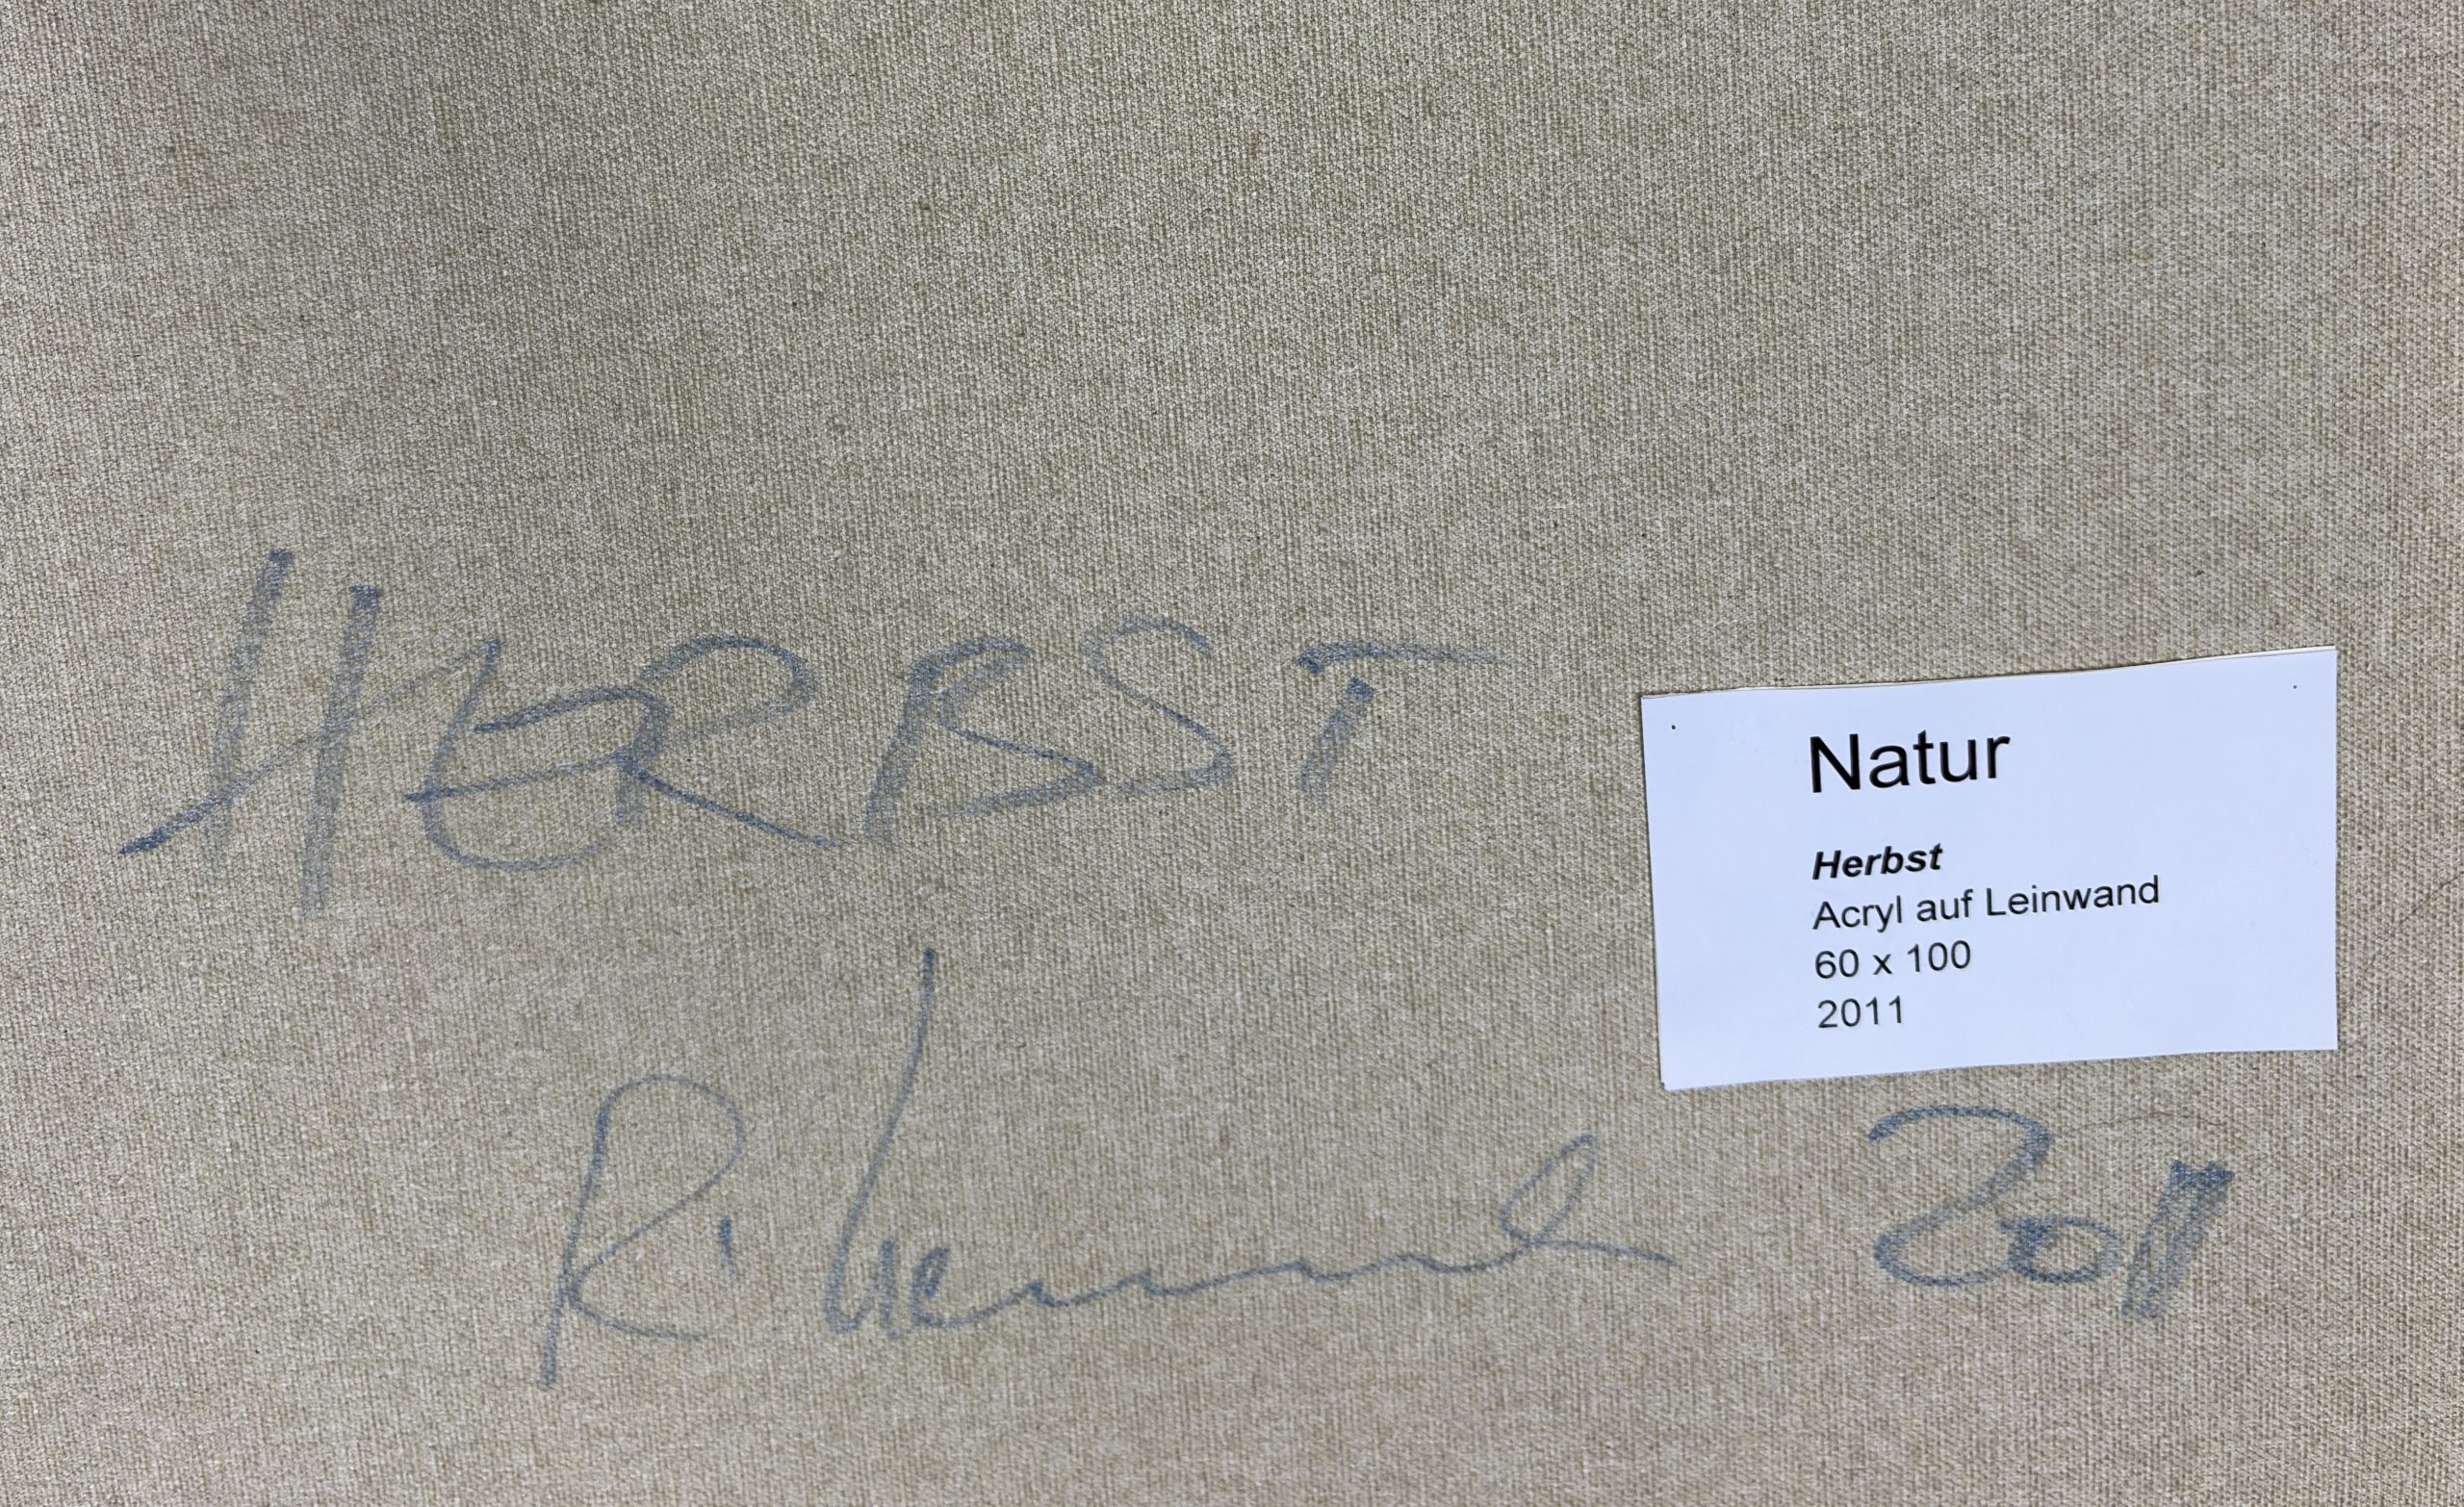 HERBST
Natur
Herbst
Acryl auf Leinwand
60 x 100
2011
2011